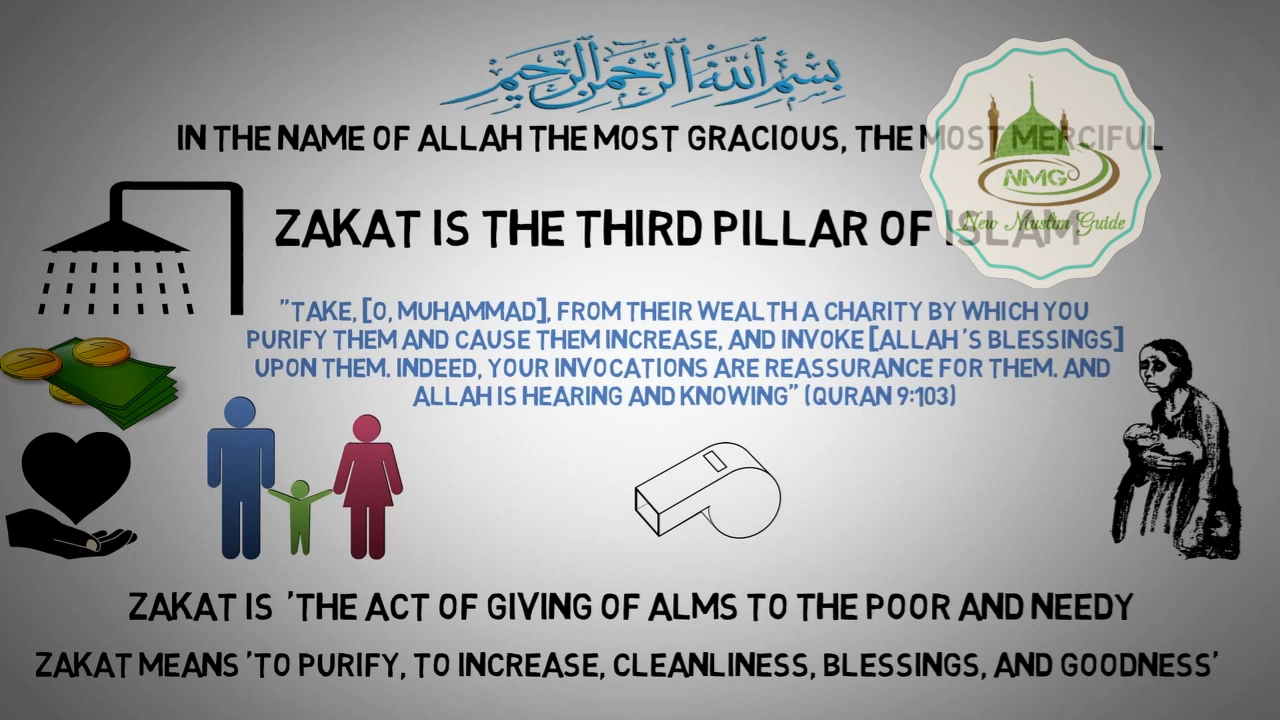 بسم الله الرحمن الرحيم
IN THE NAME OF ALLAH THE MOST GRACIOUS, THE MOST MERCIFUL
NMG
New Muslim Guide
ZAKAT IS THE THIRD PILLAR OF ISLAM
"TAKE, [O, MUHAMMAD], FROM THEIR WEALTH A CHARITY BY WHICH YOU
PURIFY THEM AND CAUSE THEM INCREASE, AND INVOKE [ALLAH'S BLESSINGS]
UPON THEM. INDEED, YOUR INVOCATIONS ARE REASSURANCE FOR THEM. AND
ALLAH IS HEARING AND KNOWING" (QURAN 9:103)
ZAKAT IS 'THE ACT OF GIVING OF ALMS TO THE POOR AND NEEDY
ZAKAT MEANS 'TO PURIFY, TO INCREASE, CLEANLINESS, BLESSINGS, AND GOODNESS'